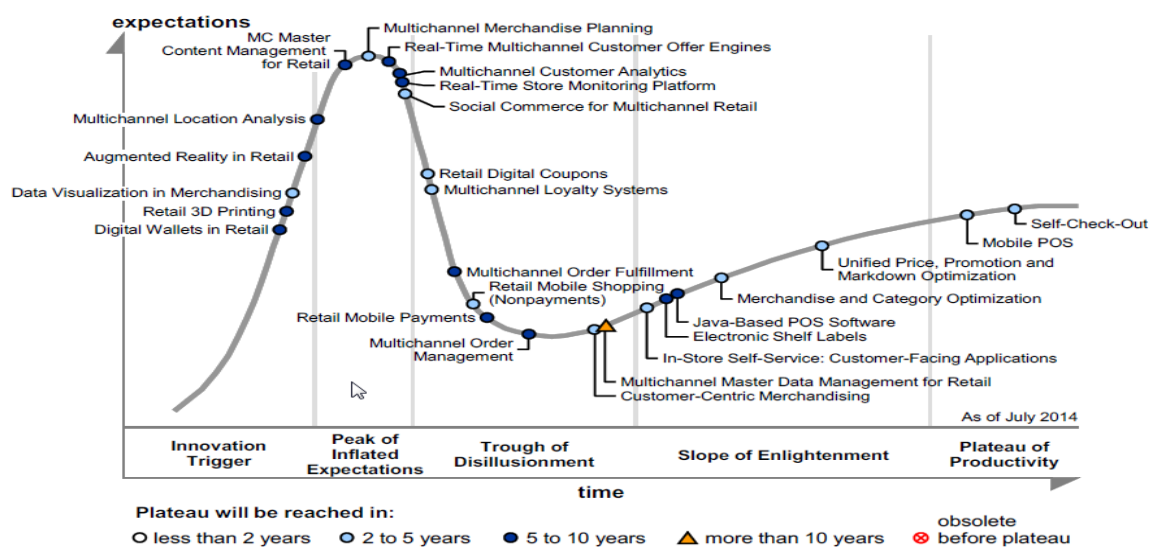 expectations
Multichannel Merchandise Planning
MC Master
Content Management
for Retail
Real-Time Multichannel Customer Offer Engines
Multichannel Customer Analytics
Real-Time Store Monitoring Platform
Social Commerce for Multichannel Retail
Multichannel Location Analysis
Augmented Reality in Retail
Data Visualization in Merchandising
Retail 3D Printing
Digital Wallets in Retail
Retail Digital Coupons
Multichannel Loyalty Systems
Multichannel Order Fulfillment
Retail Mobile Shopping
(Nonpayments)
Retail Mobile Payments
Multichannel Order
Management
Self-Check-Out
Mobile POS
Unified Price, Promotion and
Markdown Optimization
Merchandise and Category Optimization
Java-Based POS Software
Electronic Shelf Labels
In-Store Self-Service: Customer-Facing Applications
Multichannel Master Data Management for Retail
Customer-Centric Merchandising
As of July 2014
Innovation
Trigger
Peak of
Inflated
Expectations
Trough of
Disillusionment
Slope of Enlightenment
Plateau of
Productivity
time
Plateau will be reached in:
less than 2 years
2 to 5 years
5 to 10 years
more than 10 years
obsolete
before plateau